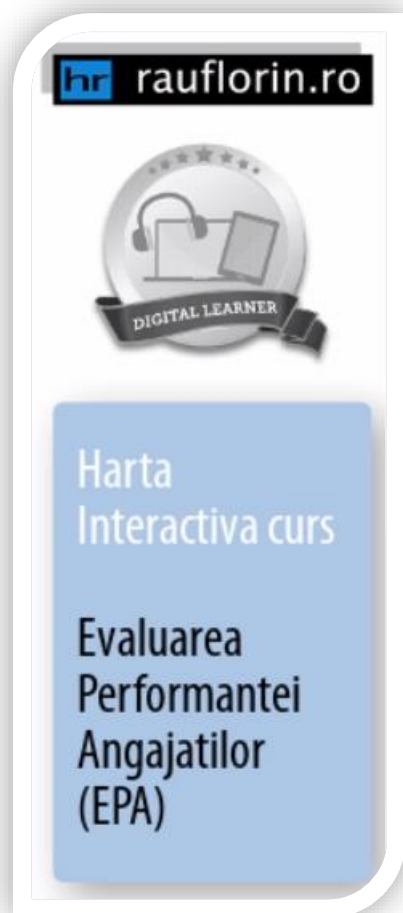 hr rauflorin.ro
DIGITAL LEARNER
Harta
Interactiva curs
Evaluarea
Performantei
Angajatilor
(EPA)